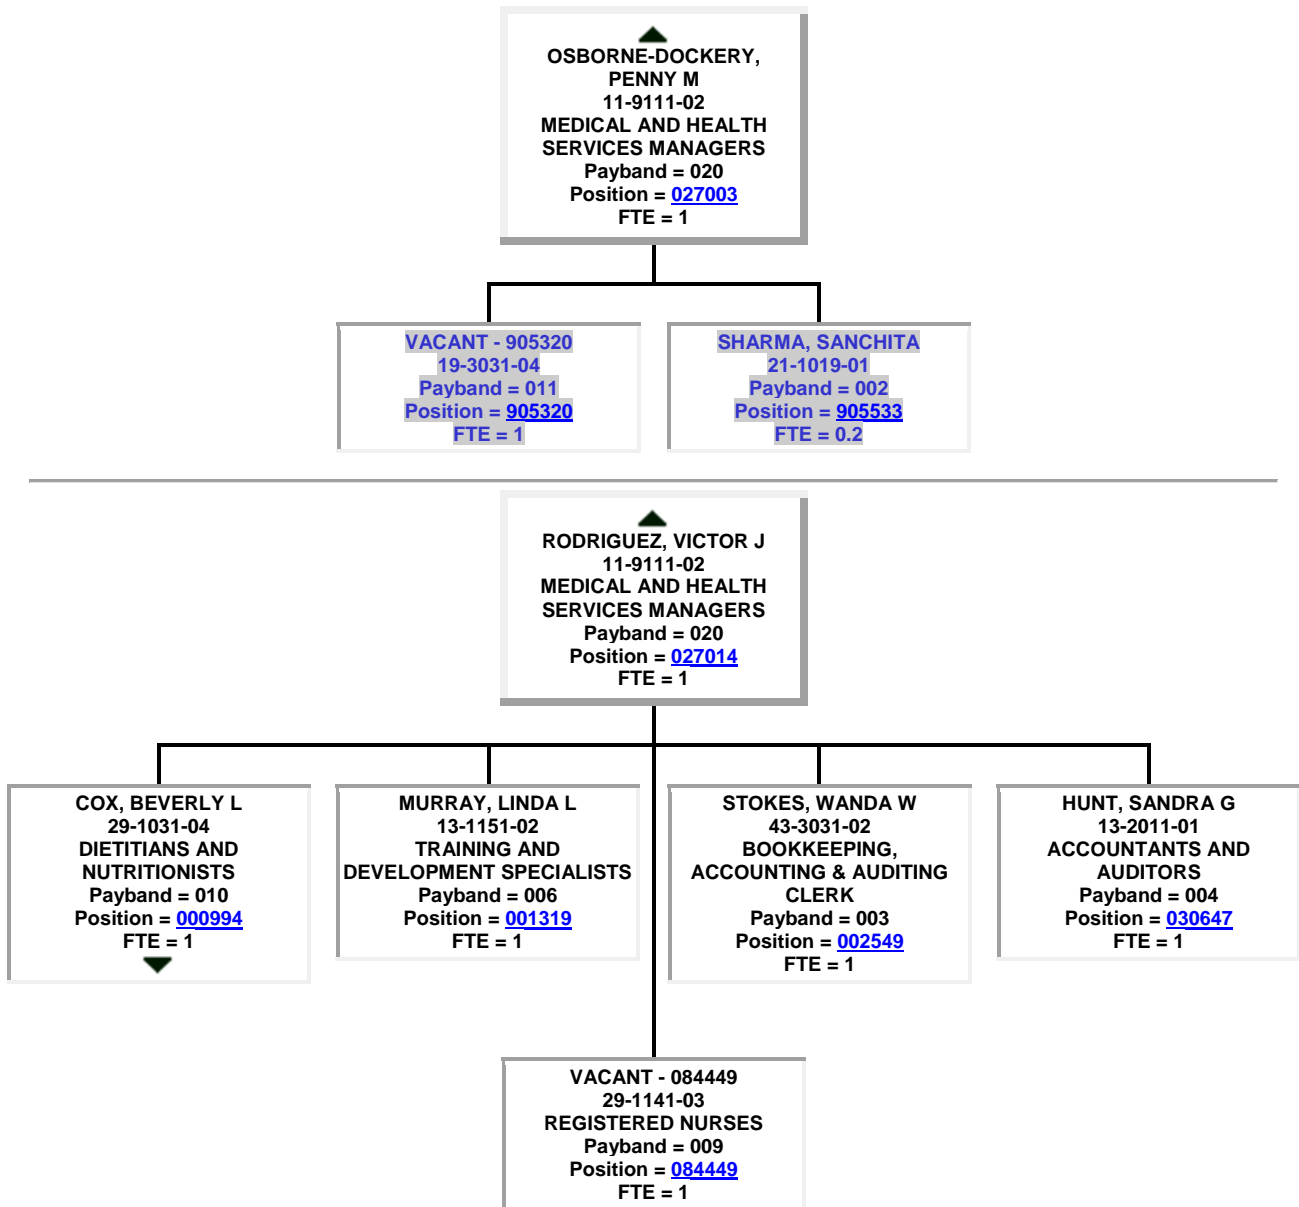 OSBORNE-DOCKERY,
PENNY M
11-9111-02
MEDICAL AND HEALTH
SERVICES MANAGERS
Payband = 020
Position = 027003
FTE = 1
VACANT - 905320
19-3031-04
Payband = 011
Position = 905320
FTE = 1
SHARMA, SANCHITA
21-1019-01
Payband = 002
Position = 905533
FTE = 0.2
RODRIGUEZ, VICTOR J
11-9111-02
MEDICAL AND HEALTH
SERVICES MANAGERS
Payband = 020
Position = 027014
FTE = 1
COX, BEVERLY L
29-1031-04
DIETITIANS AND
NUTRITIONISTS
Payband = 010
Position = 000994
FTE = 1
MURRAY, LINDA L
13-1151-02
TRAINING AND
DEVELOPMENT SPECIALISTS
Payband = 006
Position = 001319
FTE = 1
STOKES, WANDA W
43-3031-02
BOOKKEEPING,
ACCOUNTING & AUDITING
CLERK
Payband = 003
Position = 002549
FTE = 1
HUNT, SANDRA G
13-2011-01
ACCOUNTANTS AND
AUDITORS
Payband = 004
Position = 030647
FTE = 1
VACANT - 084449
29-1141-03
REGISTERED NURSES
Payband = 009
Position = 084449
FTE = 1